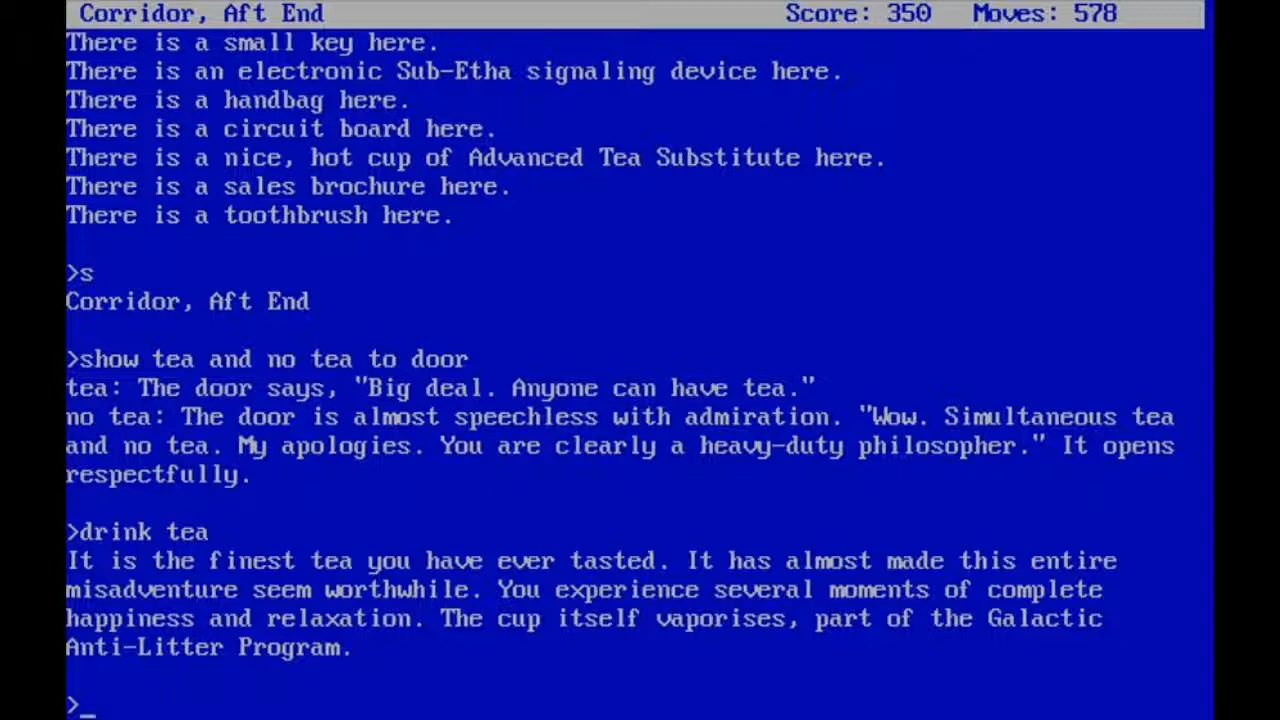 Corridor, Aft End Score: 350 Moves: 578
There is a small key here.
There is an electronic Sub-Etha signaling device here.
There is a handbag here.
There is a circuit board here.
There is a nice, hot cup of Advanced Tea Substitute here.
There is a sales brochure here.
There is a toothbrush here.
>s
Corridor, Aft End
>show tea and no tea to door
tea: The door says, "Big deal. Anyone can have tea."
no tea: The door is almost speechless with admiration. "Wow. Simultaneous tea
and no tea. My apologies. You are clearly a heavy-duty philosopher." It opens
respectfully.
>drink tea
It is the finest tea you have ever tasted. It has almost made this entire
misadventure seem worthwhile. You experience several moments of complete
happiness and relaxation. The cup itself vaporises, part of the Galactic
Anti-Litter Program.
>_